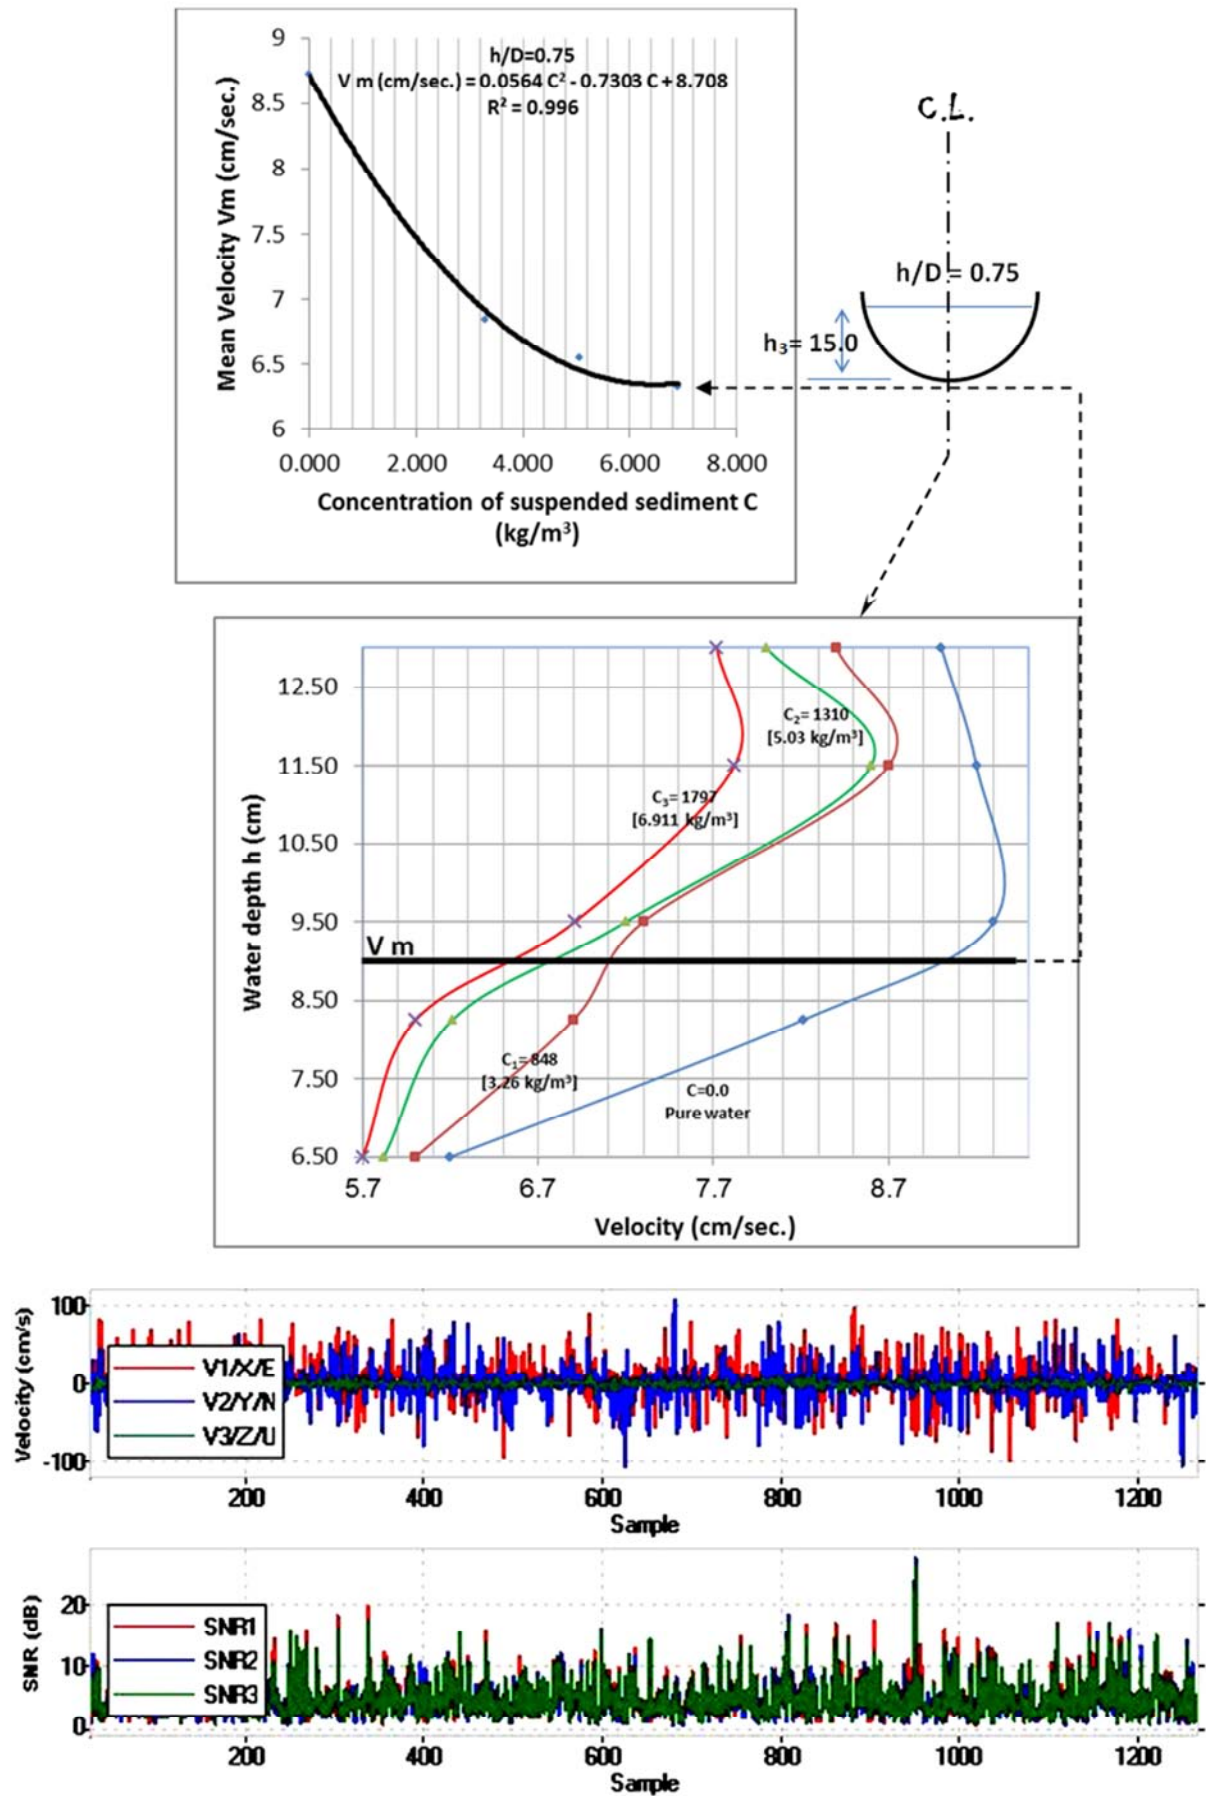 9
8.5
8
7.5
7
6.5
6
Mean Velocity Vm (cm/sec.)
h/D=0.75
V m (cm/sec.) = 0.0564 C² - 0.7303 C + 8.708
R² = 0.996
0.000 2.000 4.000 6.000 8.000
Concentration of suspended sediment C
(kg/m³)
C.L.
h/D = 0.75
h₃= 15.0
12.50
11.50
10.50
9.50
8.50
7.50
6.50
Water depth h (cm)
C₂= 1310
[5.03 kg/m³]
C₃= 1797
[6.911 kg/m³]
V m
C₁= 848
[3.26 kg/m³]
C=0.0
Pure water
5.7 6.7 7.7 8.7
Velocity (cm/sec.)
100
0
-100
Velocity (cm/s)
V1/X/E
V2/Y/N
V3/Z/U
200 400 600 800 1000 1200
Sample
20
10
0
SNR (dB)
SNR1
SNR2
SNR3
200 400 600 800 1000 1200
Sample